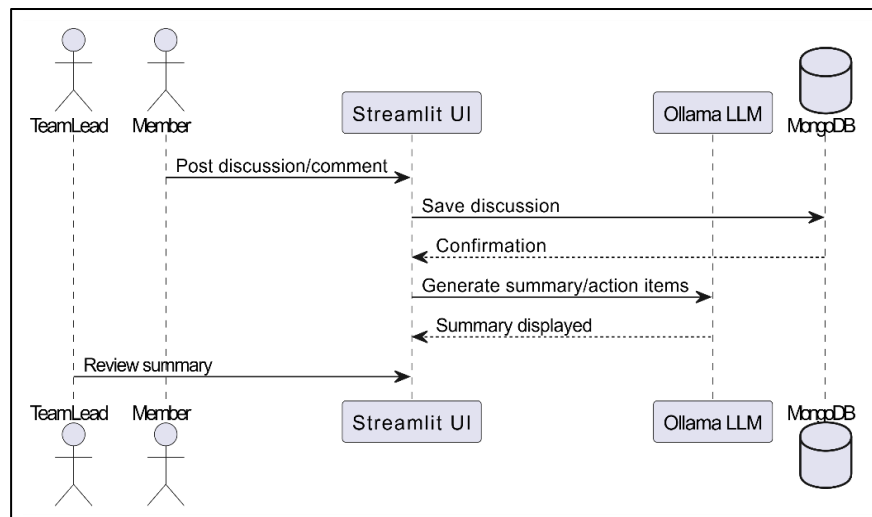 TeamLead
Member
Streamlit UI
Ollama LLM
MongoDB
Post discussion/comment
Save discussion
Confirmation
Generate summary/action items
Summary displayed
Review summary
TeamLead
Member
Streamlit UI
Ollama LLM
MongoDB